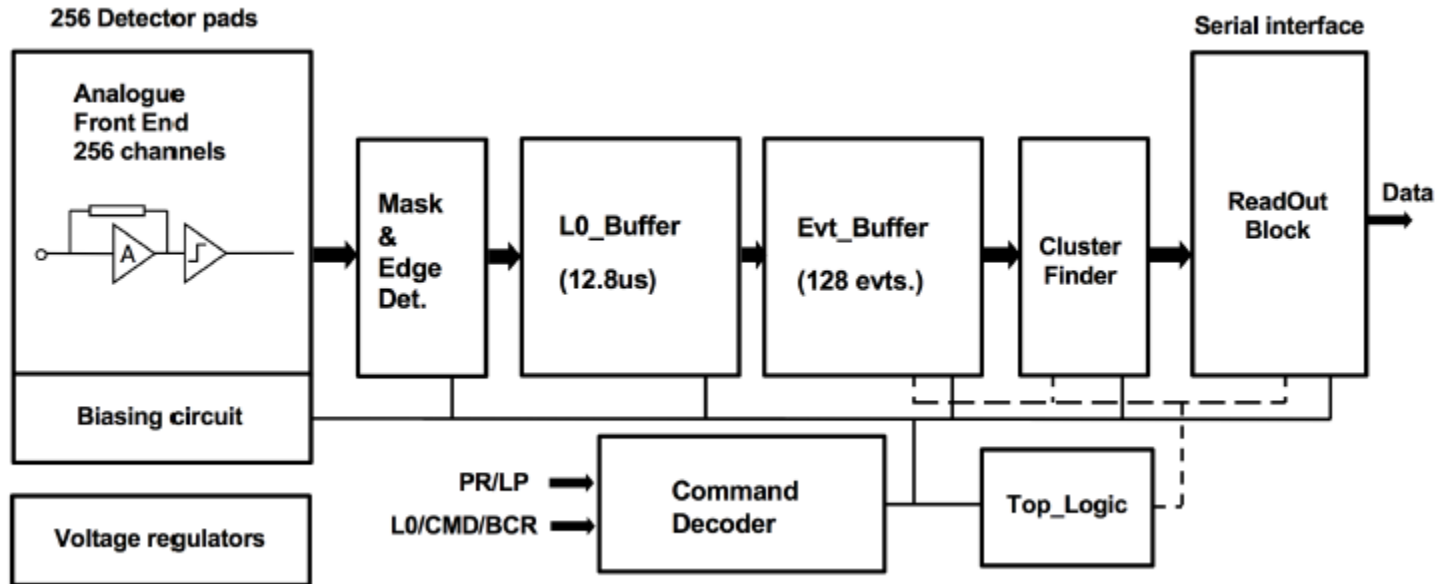 256 Detector pads
Serial interface
Analogue
Front End
256 channels
A
Mask
&
Edge
Det.
L0_Buffer
(12.8us)
Evt_Buffer
(128 evts.)
Cluster
Finder
ReadOut
Block
Data
Biasing circuit
Voltage regulators
PR/LP
L0/CMD/BCR
Command
Decoder
Top_Logic